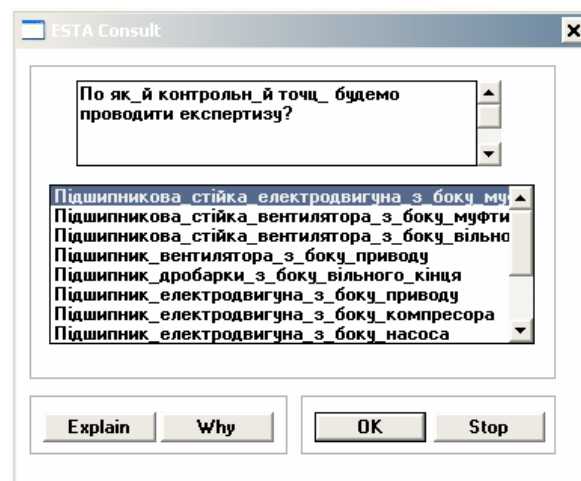 ESTA Consult
По як_й контрольн_й точц_ будемо
проводити експертизу?
Підшипникова_стійка_електродвигуна_з_боку_му
Підшипникова_стійка_вентилятора_з_боку_муфти
Підшипникова_стійка_вентилятора_з_боку_вільно
Підшипник_вентилятора_з_боку_приводу
Підшипник_дробарки_з_боку_вільного_кінця
Підшипник_електродвигуна_з_боку_приводу
Підшипник_електродвигуна_з_боку_компресора
Підшипник_електродвигуна_з_боку_насоса
Explain Why OK Stop